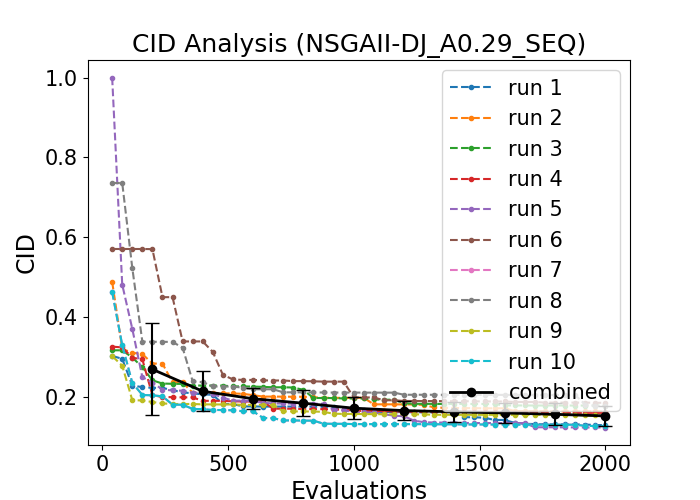 CID Analysis (NSGAII-DJ_A0.29_SEQ)
CID
1.0
0.8
0.6
0.4
0.2
run 1
run 2
run 3
run 4
run 5
run 6
run 7
run 8
run 9
run 10
combined
0 500 1000 1500 2000
Evaluations